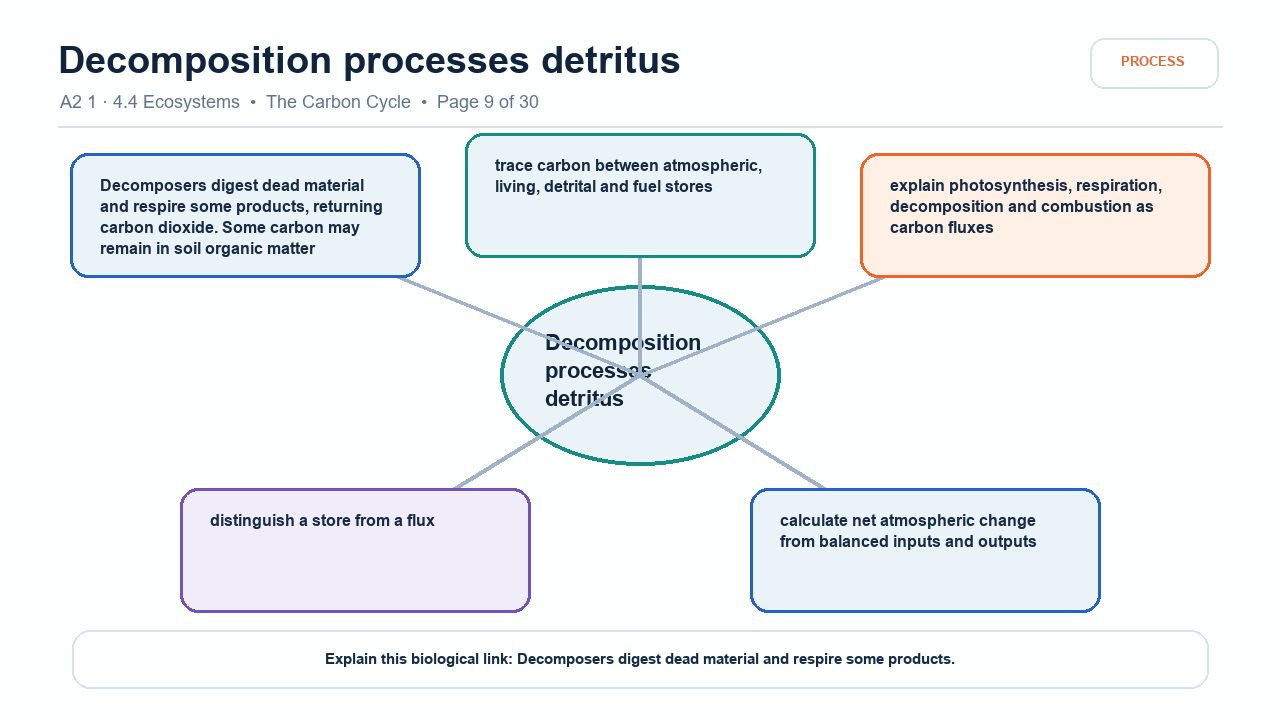 Decomposition processes detritus
PROCESS
A2 1 · 4.4 Ecosystems • The Carbon Cycle • Page 9 of 30
Decomposers digest dead material
and respire some products, returning
carbon dioxide. Some carbon may
remain in soil organic matter
trace carbon between atmospheric,
living, detrital and fuel stores
explain photosynthesis, respiration,
decomposition and combustion as
carbon fluxes
Decomposition
processes
detritus
distinguish a store from a flux
calculate net atmospheric change
from balanced inputs and outputs
Explain this biological link: Decomposers digest dead material and respire some products.